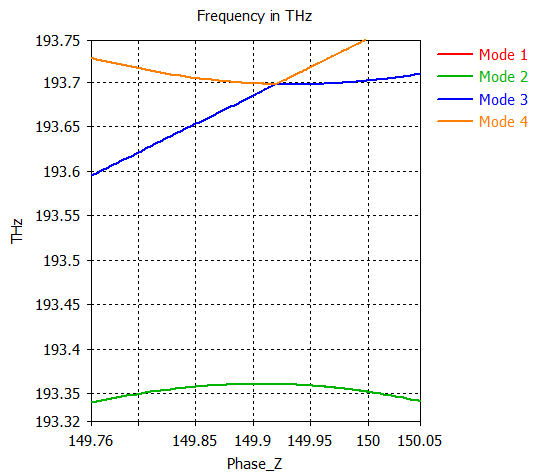 Frequency in THz
193.75
193.7
193.65
193.6
193.55
193.5
193.45
193.4
193.35
193.32
THz
149.76
149.85
149.9
149.95
150
150.05
Phase_Z
Mode 1
Mode 2
Mode 3
Mode 4